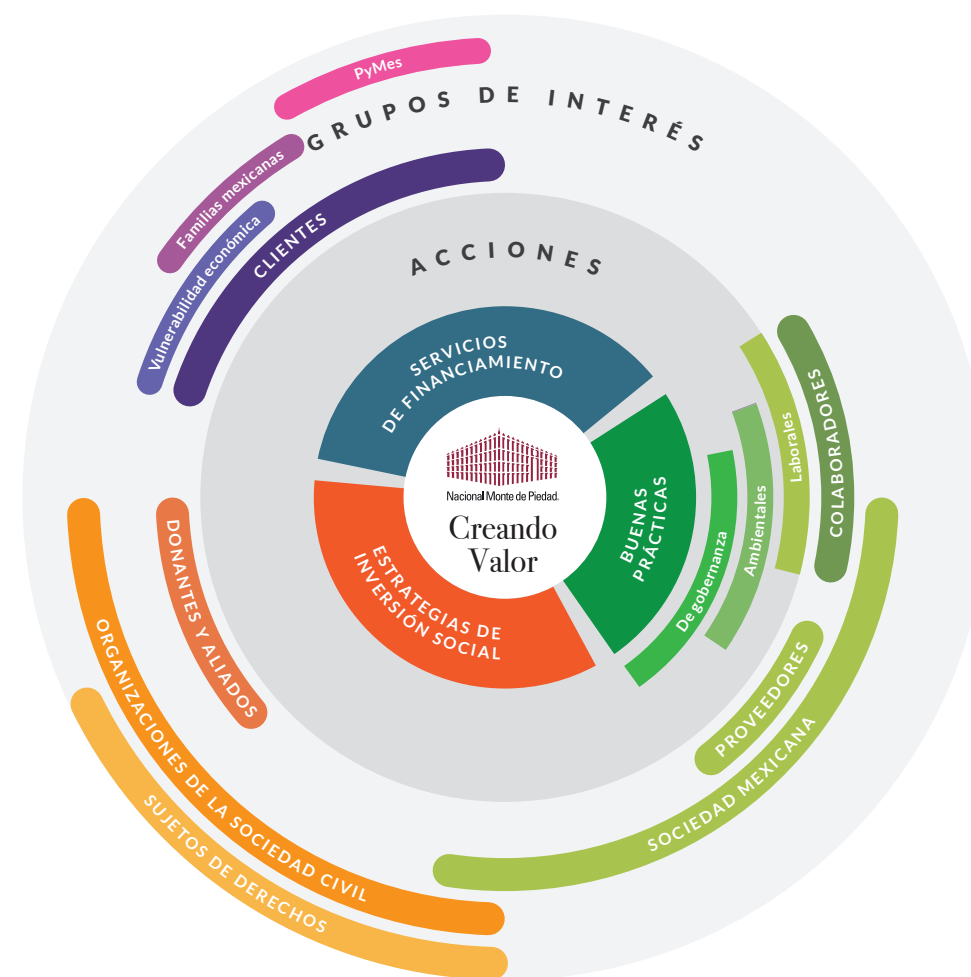 PyMes
GRUPOS DE INTERÉS
Familias mexicanas
Vulnerabilidad económica
CLIENTES
ACCIONES
SERVICIOS
DE FINANCIAMIENTO
Nacional Monte de Piedad.
Creando
Valor
BUENAS
PRÁCTICAS
De gobernanza
Ambientales
Laborales
COLABORADORES
ESTRATEGIAS DE
INVERSIÓN SOCIAL
DONANTES Y ALIADOS
ORGANIZACIONES DE LA SOCIEDAD CIVIL
SUJETOS DE DERECHOS
PROVEEDORES
SOCIEDAD MEXICANA